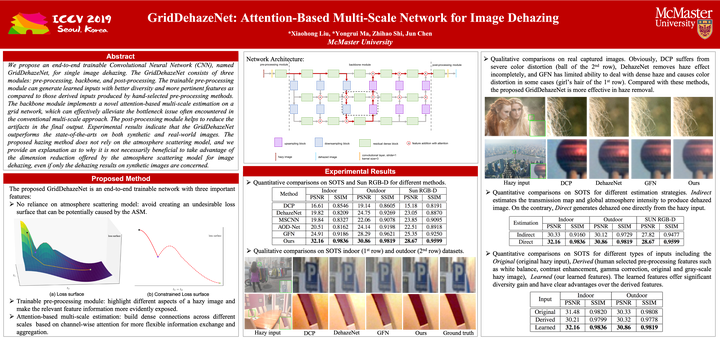 ICCV 2019
Seoul, Korea
GridDehazeNet: Attention-Based Multi-Scale Network for Image Dehazing
*Xiaohong Liu, *Yongrui Ma, Zhihao Shi, Jun Chen
McMaster University
McMaster
University
Abstract
We propose an end-to-end trainable Convolutional Neural Network (CNN), named
GridDehazeNet, for single image dehazing. The GridDehazeNet consists of three
modules: pre-processing, backbone, and post-processing. The trainable pre-processing
module can generate learned inputs with better diversity and more pertinent features as
compared to those derived inputs produced by hand-selected pre-processing methods.
The backbone module implements a novel attention-based multi-scale estimation on a
grid network, which can effectively alleviate the bottleneck issue often encountered in
the conventional multi-scale approach. The post-processing module helps to reduce the
artifacts in the final output. Experimental results indicate that the GridDehazeNet
outperforms the state-of-the-arts on both synthetic and real-world images. The
proposed hazing methods does not rely on the atmosphere scattering model, and we
provide an explanation as to why it is not necessarily beneficial to take advantage of
the dimension reduction offered by the atmosphere scattering model for image
dehazing, even if only the dehazing results on synthetic images are concerned.
Proposed Method
The proposed GridDehazeNet is an end-to-end trainable network with three important
features:
➢ No reliance on atmosphere scattering model: avoid creating an undesirable loss
surface that can be potentially caused by the ASM.
(a) Loss surface
(b) Constrained Loss surface
➢ Trainable pre-processing module: highlight different aspects of a hazy image and
make the relevant feature information more evidently exposed.
➢ Attention-based multi-scale estimation: build dense connections across different
scales based on channel-wise attention for more flexible information exchange and
aggregation.
Network Architecture:
pre-processing module
backbone module
post-processing module
upsampling block
downsampling block
residual dense block
feature addition with attention
hazy image
dehazed image
Experimental Results
➢ Quantitative comparisons on SOTS and Sun RGB-D for different methods.
Method Indoor Outdoor Sun RGB-D
PSNR SSIM PSNR SSIM PSNR SSIM
DCP 16.61 0.8546 19.14 0.8605 15.18 0.8191
DehazeNet 19.82 0.8209 24.75 0.9269 23.05 0.8870
MSCNN 19.84 0.8327 22.06 0.9078 23.85 0.9095
AOD-Net 20.51 0.8162 24.14 0.9198 22.51 0.8918
GFN 24.91 0.9186 28.29 0.9621 25.35 0.9250
Ours 32.16 0.9836 30.86 0.9819 28.67 0.9599
➢ Qualitative comparisons on SOTS indoor (1st row) and outdoor (2nd row) datasets.
Hazy input DCP DehazeNet GFN Ours Ground truth
➢ Qualitative comparisons on real captured images. Obviously, DCP suffers from
severe color distortion (ball of the 2nd row), DehazeNet removes haze effect
incompletely, and GFN has limited ability to deal with dense haze and causes color
distortion in some cases (girl's hair of the 1st row). Compared with these methods,
the proposed GridDehazeNet is more effective in haze removal.
Hazy input DCP DehazeNet GFN Ours
➢ Quantitative comparisons on SOTS for different estimation strategies. Indirect
estimates the transmission map and global atmosphere intensity to produce dehazed
image. On the contrary, Direct generates dehazed one directly from the hazy input.
Estimation Indoor Outdoor SUN RGB-D
PSNR SSIM PSNR SSIM PSNR SSIM
Indirect 30.33 0.9160 30.12 0.9729 27.82 0.9477
Direct 32.16 0.9836 30.86 0.9819 28.67 0.9599
➢ Quantitative comparisons on SOTS for different types of inputs including the
Original (original hazy input), Derived (human selected pre-processing features such
as white balance, contrast enhancement, gamma correction, original and gray-scale
hazy image), Learned (our learned features). The learned features offer significant
diversity gain and have advantages over the derived features.
Input Indoor Outdoor
PSNR SSIM PSNR SSIM
Original 31.48 0.9820 30.33 0.9808
Derived 30.21 0.9799 30.32 0.9778
Learned 32.16 0.9836 30.86 0.9819